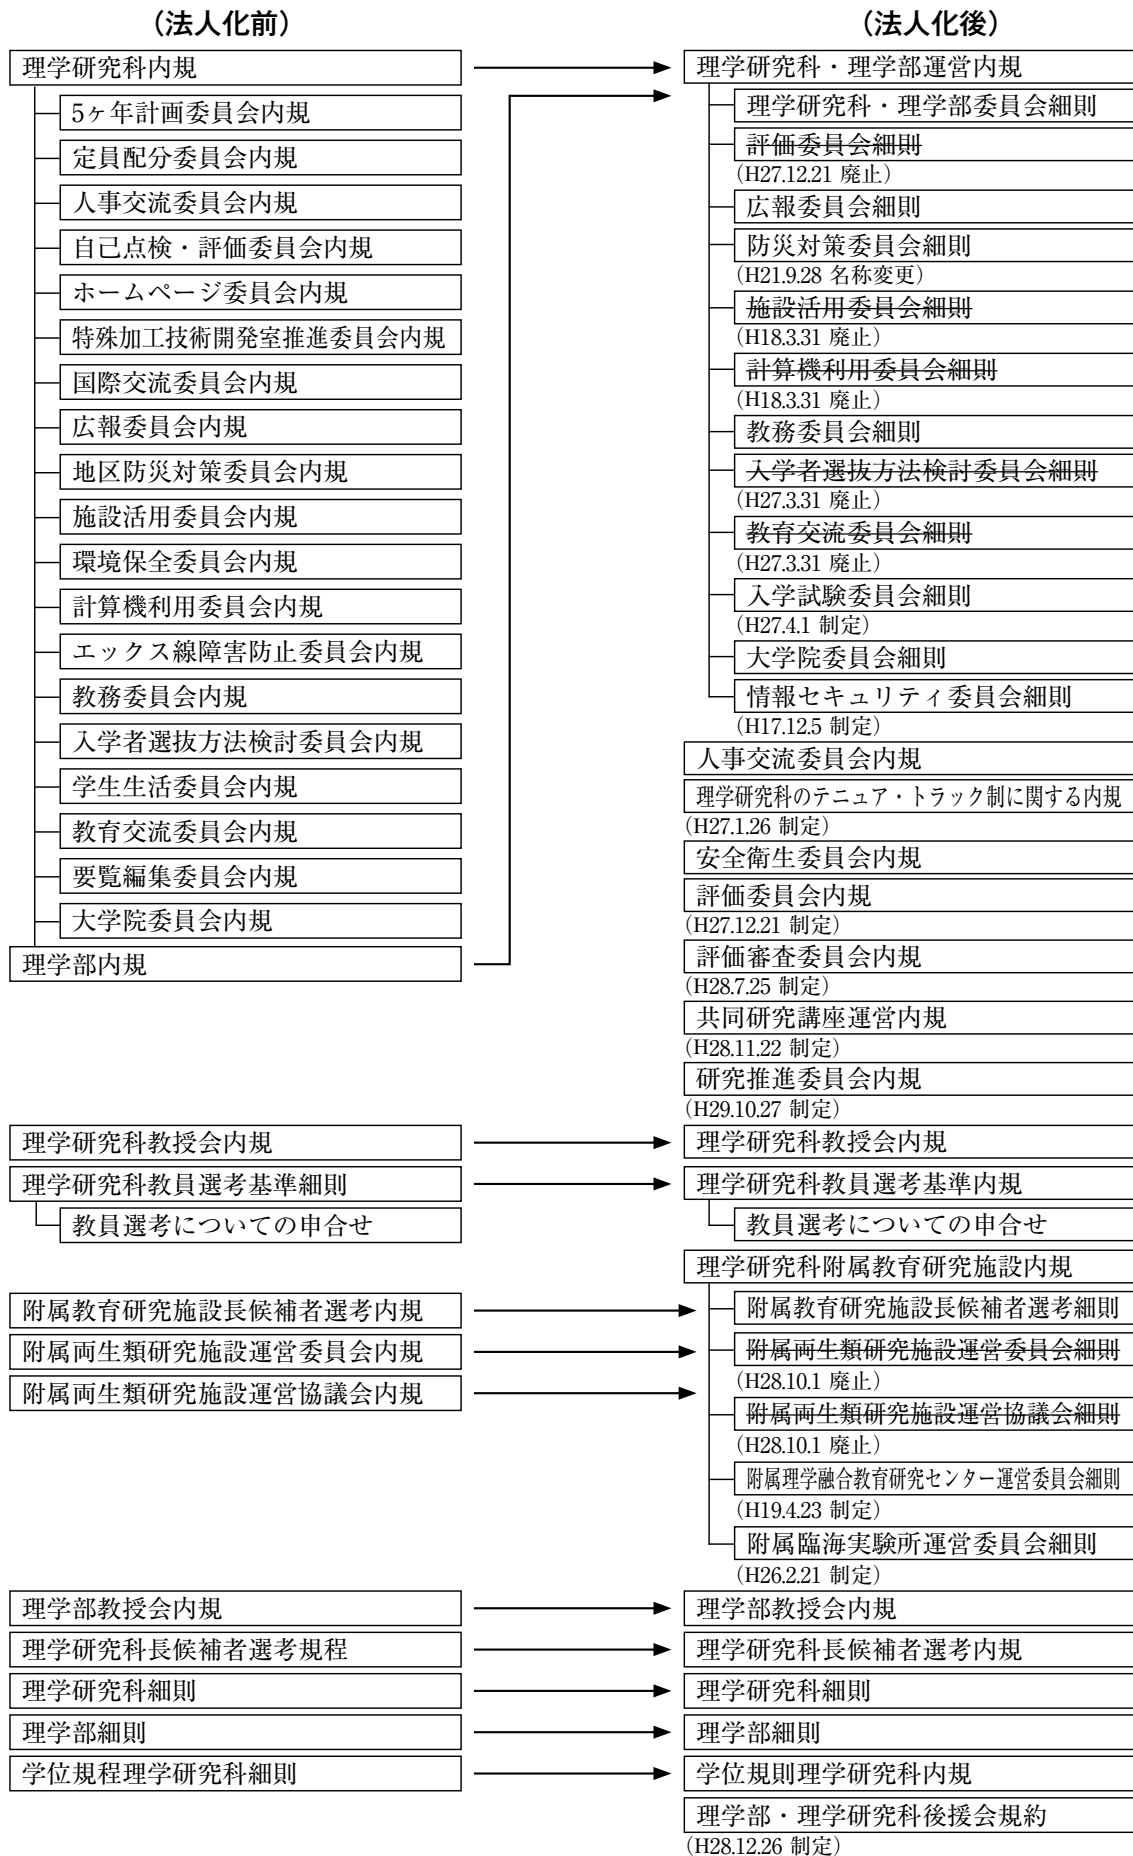 （法人化前）
理学研究科内規
5ヶ年計画委員会内規
定員配分委員会内規
人事交流委員会内規
自己点検・評価委員会内規
ホームページ委員会内規
特殊加工技術開発室推進委員会内規
国際交流委員会内規
広報委員会内規
地区防災対策委員会内規
施設活用委員会内規
環境保全委員会内規
計算機利用委員会内規
エックス線障害防止委員会内規
教務委員会内規
入学者選抜方法検討委員会内規
学生生活委員会内規
教育交流委員会内規
要覧編集委員会内規
大学院委員会内規
理学部内規
理学研究科教授会内規
理学研究科教員選考基準細則
教員選考についての申合せ
附属教育研究施設長候補者選考内規
附属両生類研究施設運営委員会内規
附属両生類研究施設運営協議会内規
理学部教授会内規
理学研究科長候補者選考規程
理学研究科細則
理学部細則
学位規程理学研究科細則
（法人化後）
理学研究科・理学部運営内規
理学研究科・理学部委員会細則
評価委員会細則
（H27.12.21 廃止）
広報委員会細則
防災対策委員会細則
（H21.9.28 名称変更）
施設活用委員会細則
（H18.3.31 廃止）
計算機利用委員会細則
（H18.3.31 廃止）
教務委員会細則
入学者選抜方法検討委員会細則
（H27.3.31 廃止）
教育交流委員会細則
（H27.3.31 廃止）
入学試験委員会細則
（H27.4.1 制定）
大学院委員会細則
情報セキュリティ委員会細則
（H17.12.5 制定）
人事交流委員会内規
理学研究科のテニュア・トラック制に関する内規
（H27.1.26 制定）
安全衛生委員会内規
評価委員会内規
（H27.12.21 制定）
評価審査委員会内規
（H28.7.25 制定）
共同研究講座運営内規
（H28.11.22 制定）
研究推進委員会内規
（H29.10.27 制定）
理学研究科教授会内規
理学研究科教員選考基準内規
教員選考についての申合せ
理学研究科附属教育研究施設内規
附属教育研究施設長候補者選考細則
附属両生類研究施設運営委員会細則
（H28.10.1 廃止）
附属両生類研究施設運営協議会細則
（H28.10.1 廃止）
附属理学融合教育研究センター運営委員会細則
（H19.4.23 制定）
附属臨海実験所運営委員会細則
（H26.2.21 制定）
理学部教授会内規
理学研究科長候補者選考内規
理学研究科細則
理学部細則
学位規則理学研究科内規
理学部・理学研究科後援会規約
（H28.12.26 制定）